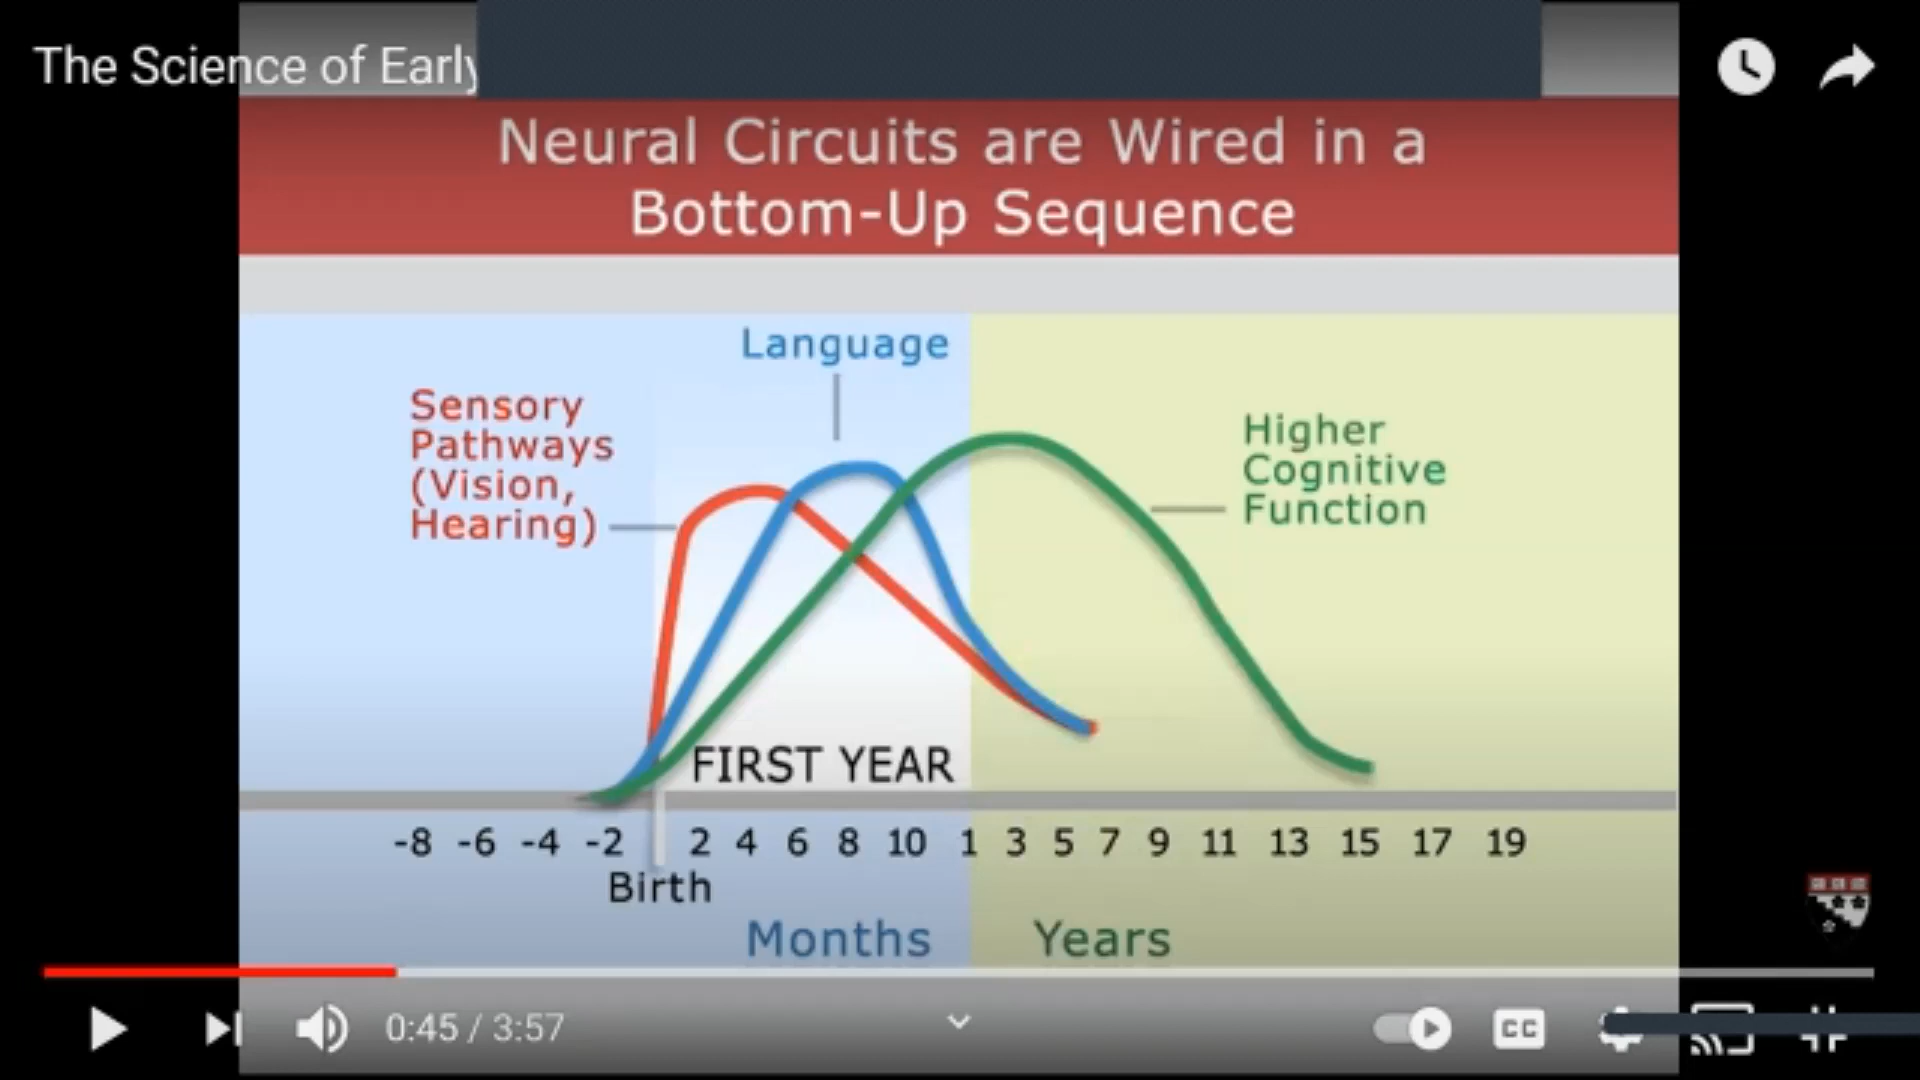 The Science of Early
Neural Circuits are Wired in a
Bottom-Up Sequence
Language
Sensory
Pathways
(Vision,
Hearing)
Higher
Cognitive
Function
FIRST YEAR
-8 -6 -4 -2 2 4 6 8 10 1 3 5 7 9 11 13 15 17 19
Birth
Months Years
0:45 / 3:57
CC